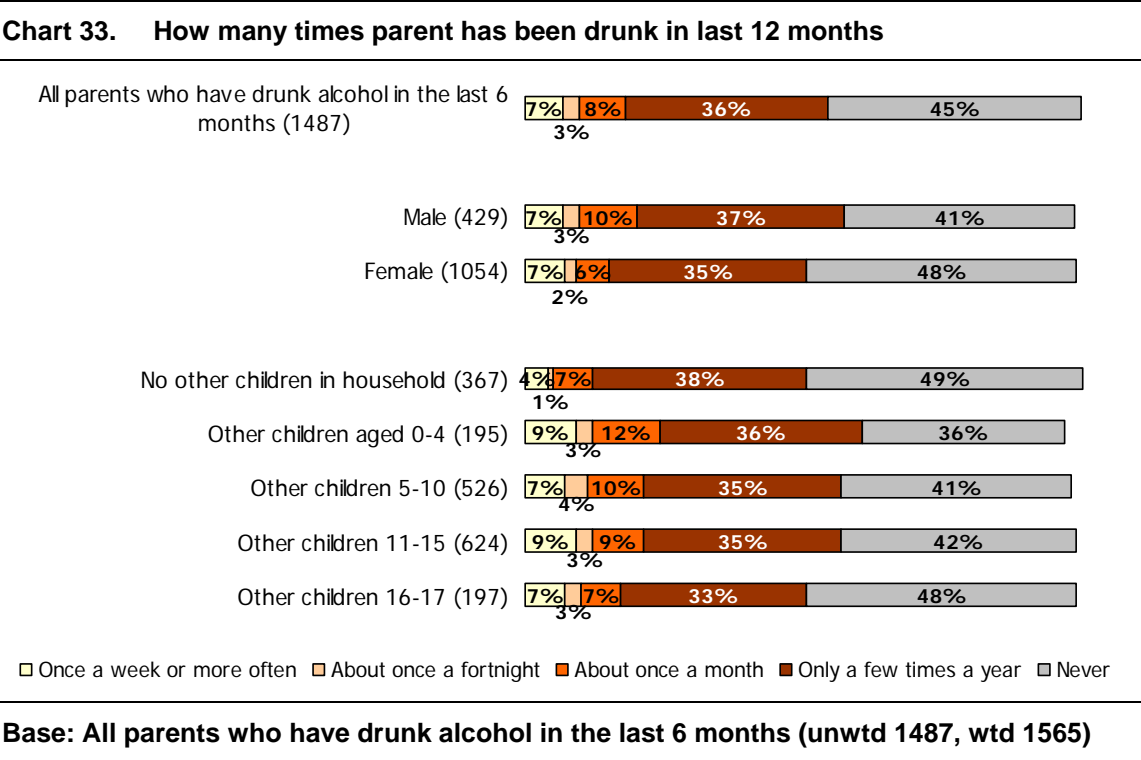 Chart 33. How many times parent has been drunk in last 12 months
All parents who have drunk alcohol in the last 6
months (1487)
7% 8% 36% 45%
3%
Male (429) 7% 10% 37% 41%
3%
Female (1054) 7% 6% 35% 48%
2%
No other children in household (367) 4% 7% 38% 49%
1%
Other children aged 0-4 (195) 9% 12% 36% 36%
3%
Other children 5-10 (526) 7% 10% 35% 41%
4%
Other children 11-15 (624) 9% 9% 35% 42%
3%
Other children 16-17 (197) 7% 7% 33% 48%
3%
Once a week or more often About once a fortnight About once a month Only a few times a year Never
Base: All parents who have drunk alcohol in the last 6 months (unwtd 1487, wtd 1565)